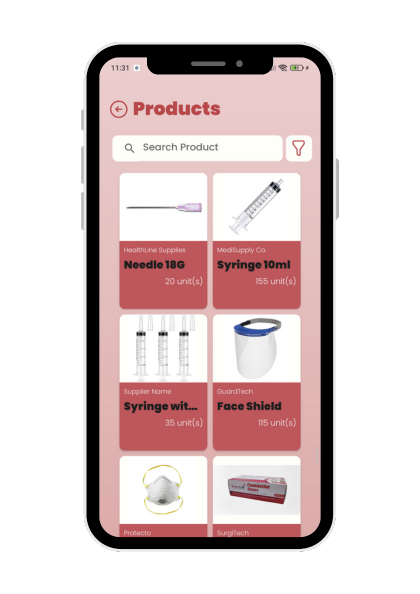 11:31
Products
Search Product
HealthLine Supplies
Needle 18G
20 unit(s)
MediSupply Co.
Syringe 10ml
155 unit(s)
Supplier Name
Syringe wit...
35 unit(s)
GuardTech
Face Shield
115 unit(s)
Protecto
SurgiTech
Examination